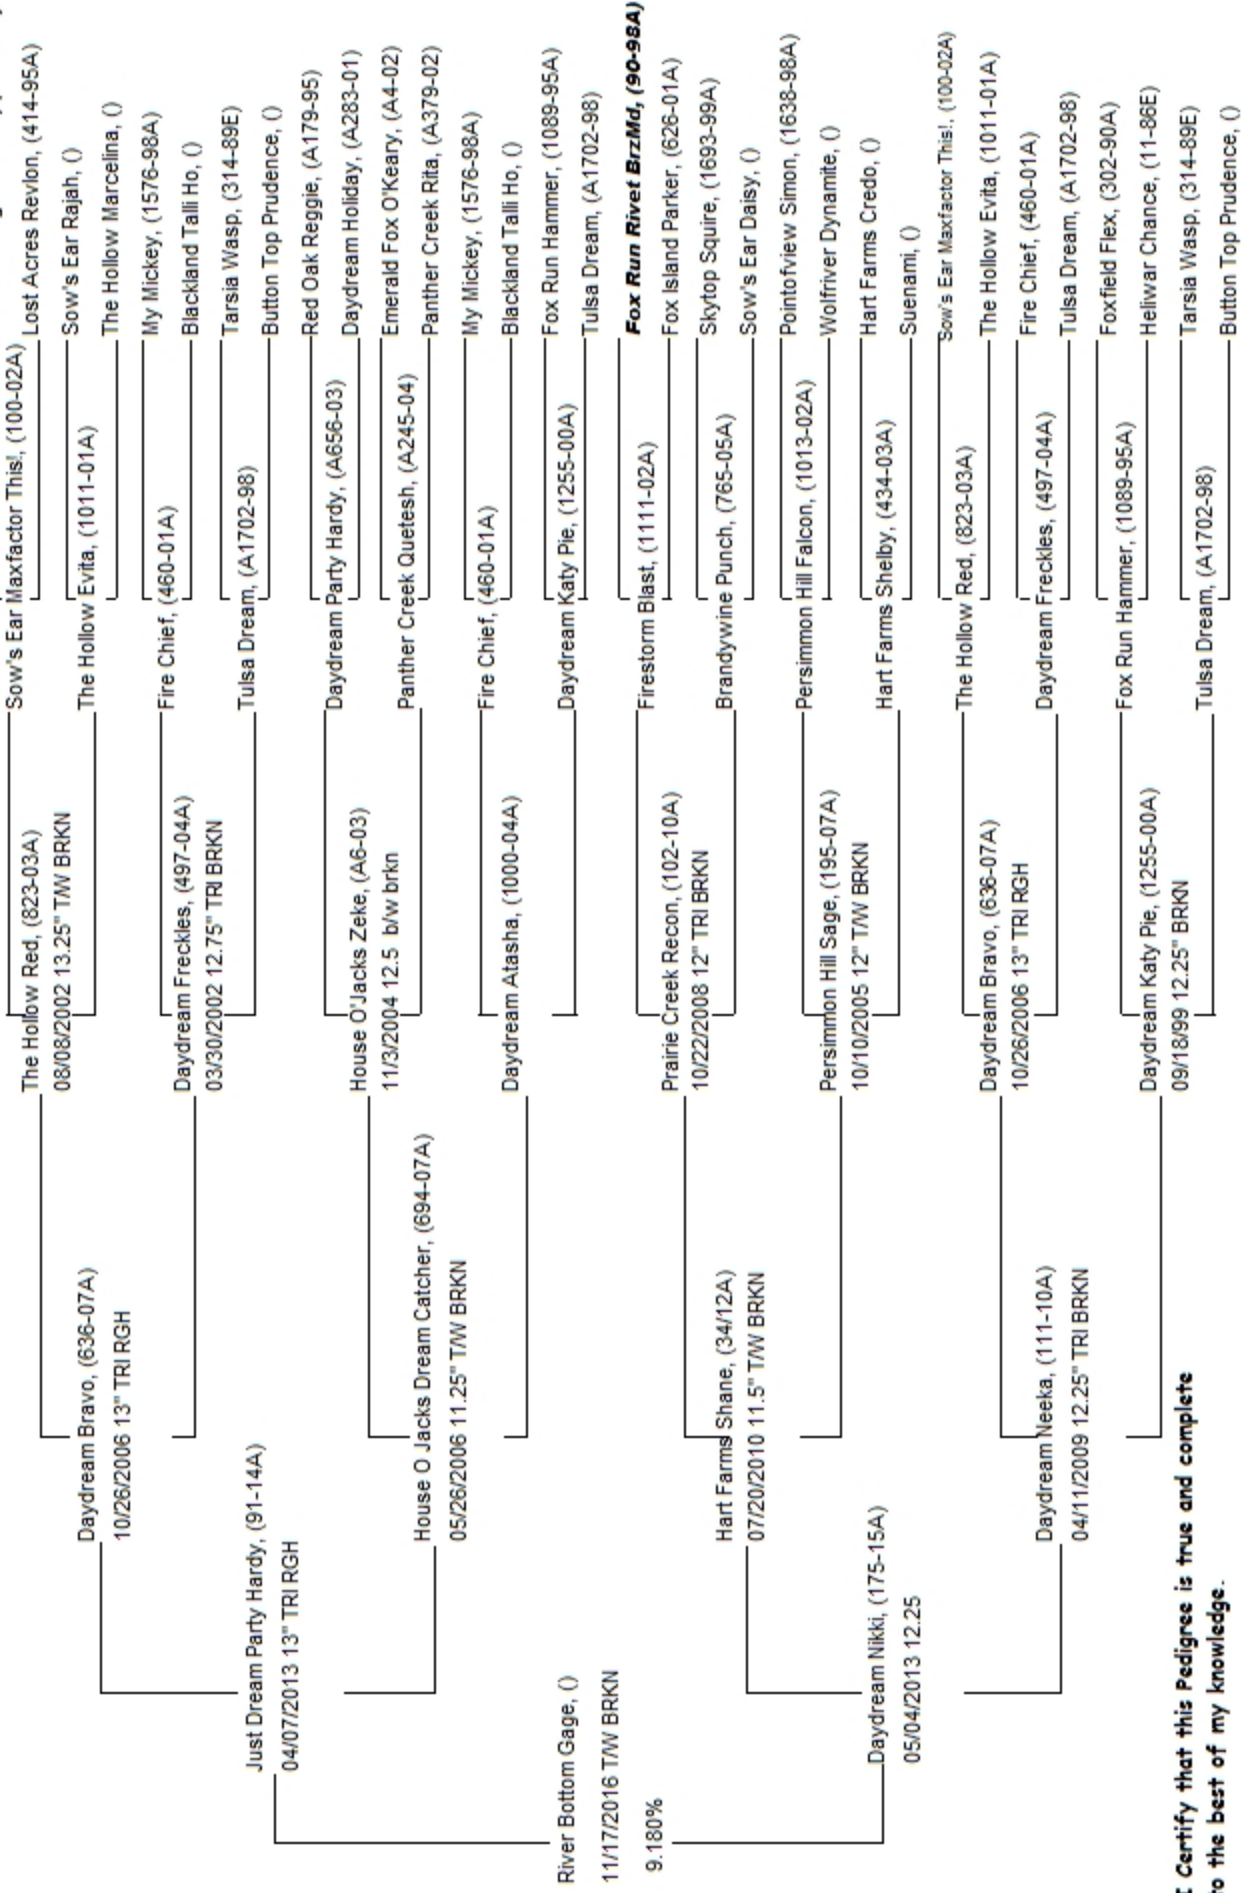 River Bottom Gage, ()
11/17/2016 T/W BRKN
9.180%
Just Dream Party Hardy, (91-14A)
04/07/2013 13" TRI RGH
Daydream Nikki, (175-15A)
05/04/2013 12.25
Daydream Bravo, (636-07A)
10/26/2006 13" TRI RGH
House O Jacks Dream Catcher, (694-07A)
05/26/2006 11.25" T/W BRKN
Hart Farms Shane, (34/12A)
07/20/2010 11.5" T/W BRKN
Daydream Neeka, (111-10A)
04/11/2009 12.25" TRI BRKN
The Hollow Red, (823-03A)
08/08/2002 13.25" T/W BRKN
Daydream Freckles, (497-04A)
03/30/2002 12.75" TRI BRKN
House O'Jacks Zeke, (A6-03)
11/3/2004 12.5 b/w brkn
Daydream Atasha, (1000-04A)
Prairie Creek Recon, (102-10A)
10/22/2008 12" TRI BRKN
Persimmon Hill Sage, (195-07A)
10/10/2005 12" T/W BRKN
Daydream Bravo, (636-07A)
10/26/2006 13" TRI RGH
Daydream Katy Pie, (1255-00A)
09/18/99 12.25" BRKN
Sow's Ear Maxfactor This!, (100-02A)
The Hollow Evita, (1011-01A)
Fire Chief, (460-01A)
Tulsa Dream, (A1702-98)
Daydream Party Hardy, (A656-03)
Panther Creek Quetesh, (A245-04)
Fire Chief, (460-01A)
Daydream Katy Pie, (1255-00A)
Firestorm Blast, (1111-02A)
Brandywine Punch, (765-05A)
Persimmon Hill Falcon, (1013-02A)
Hart Farms Shelby, (434-03A)
The Hollow Red, (823-03A)
Daydream Freckles, (497-04A)
Fox Run Hammer, (1089-95A)
Tulsa Dream, (A1702-98)
Lost Acres Revlon, (414-95A)
Sow's Ear Rajah, ()
The Hollow Marcelina, ()
My Mickey, (1576-98A)
Blackland Talli Ho, ()
Tarsia Wasp, (314-89E)
Button Top Prudence, ()
Red Oak Reggie, (A179-95)
Daydream Holiday, (A283-01)
Emerald Fox O'Keary, (A4-02)
Panther Creek Rita, (A379-02)
My Mickey, (1576-98A)
Blackland Talli Ho, ()
Fox Run Hammer, (1089-95A)
Tulsa Dream, (A1702-98)
Fox Run Rivet BrzMd, (90-98A)
Fox Island Parker, (626-01A)
Skytop Squire, (1693-99A)
Sow's Ear Daisy, ()
Pointofview Simon, (1638-98A)
Wolfriver Dynamite, ()
Hart Farms Credo, ()
Suenami, ()
Sow's Ear Maxfactor This!, (100-02A)
The Hollow Evita, (1011-01A)
Fire Chief, (460-01A)
Tulsa Dream, (A1702-98)
Foxfield Flex, (302-90A)
Heliwar Chance, (11-86E)
Tarsia Wasp, (314-89E)
Button Top Prudence, ()
I Certify that this Pedigree is true and complete
to the best of my knowledge.